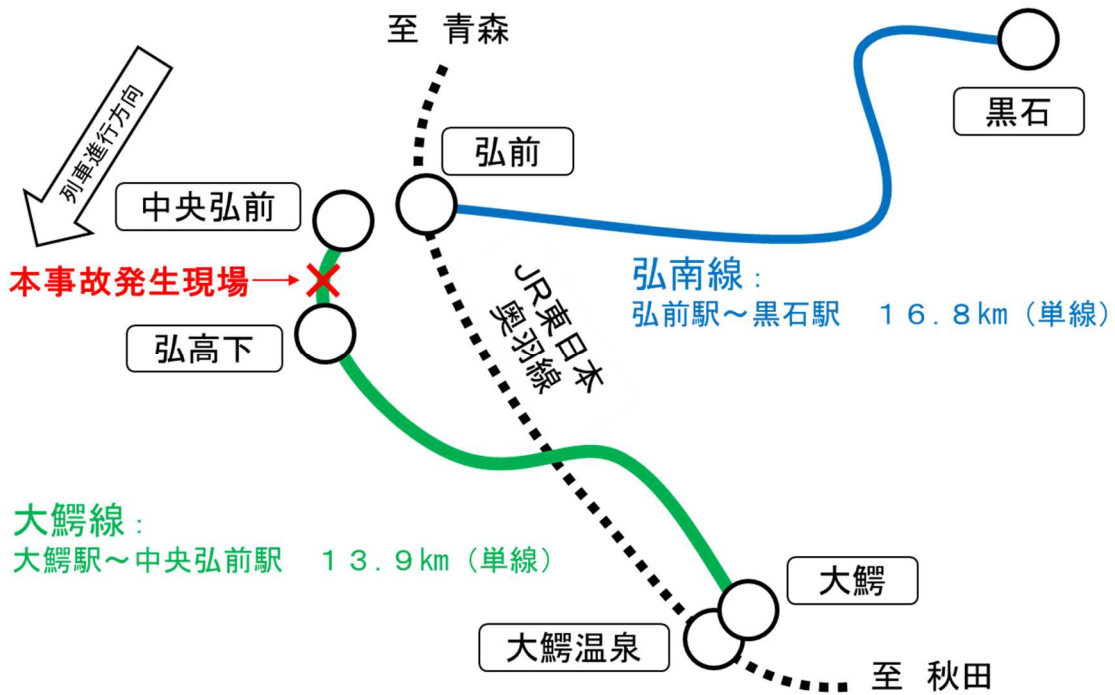 至 青森
黒石
列車進行方向
弘前
中央弘前
本事故発生現場→
弘南線：
弘前駅～黒石駅　１６．８km（単線）
JR東日本
奥羽線
弘高下
大鰐線：
大鰐駅～中央弘前駅　１３．９km（単線）
大鰐
大鰐温泉
至 秋田